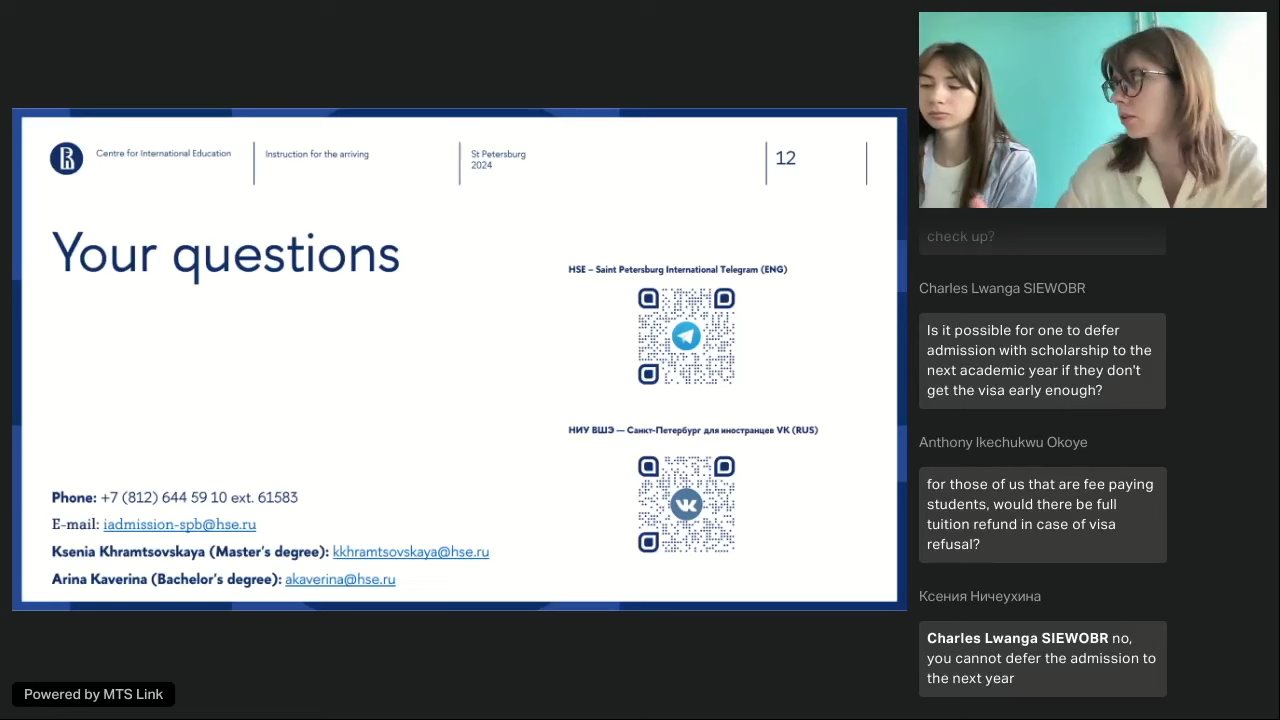 Centre for International Education
Instruction for the arriving
St Petersburg
2024
12
Your questions
HSE – Saint Petersburg International Telegram (ENG)
НИУ ВШЭ — Санкт-Петербург для иностранцев VK (RUS)
Phone: +7 (812) 644 59 10 ext. 61583
E-mail: iadmission-spb@hse.ru
Ksenia Khramtsovskaya (Master's degree): kkhramtsovskaya@hse.ru
Arina Kaverina (Bachelor's degree): akaverina@hse.ru
Powered by MTS Link
check up?
Charles Lwanga SIEWOBR
Is it possible for one to defer
admission with scholarship to the
next academic year if they don't
get the visa early enough?
Anthony Ikechukwu Okoye
for those of us that are fee paying
students, would there be full
tuition refund in case of visa
refusal?
Ксения Ничеухина
Charles Lwanga SIEWOBR no,
you cannot defer the admission to
the next year